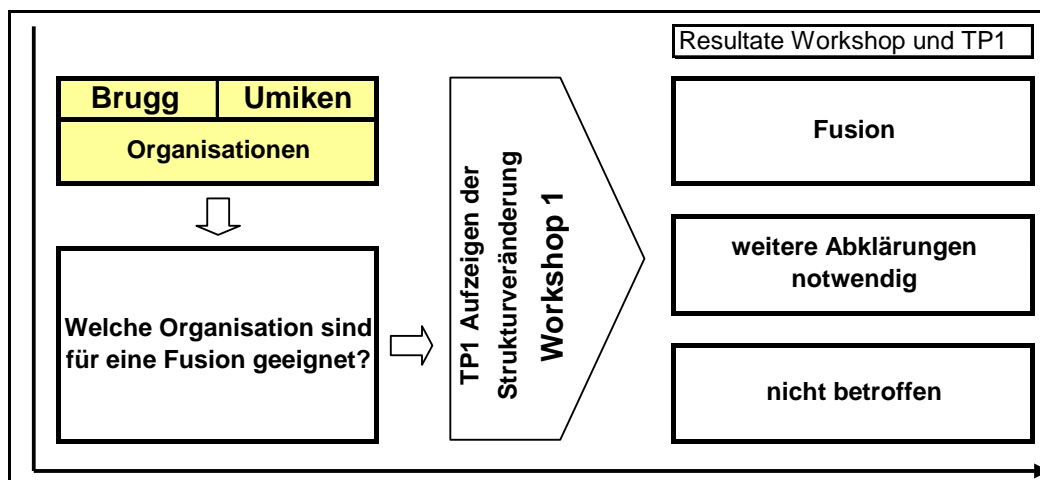 Resultate Workshop und TP1
Brugg Umiken
Organisationen
Welche Organisation sind
für eine Fusion geeignet?
TP1 Aufzeigen der
Strukturveränderung
Workshop 1
Fusion
weitere Abklärungen
notwendig
nicht betroffen